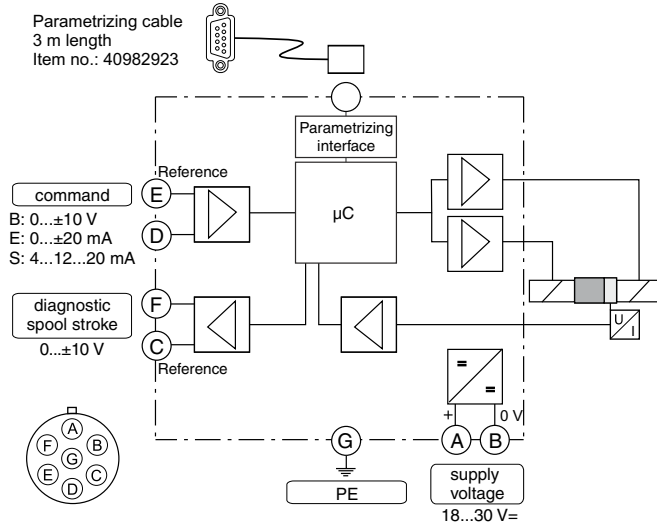 Parametrizing cable
3 m length
Item no.: 40982923
Parametrizing
interface
Reference
command
E
D
µC
B: 0...±10 V
E: 0...±20 mA
S: 4...12...20 mA
diagnostic
spool stroke
F
0...±10 V
C
Reference
U
I
=
=
+
0 V
G
A
B
PE
supply
voltage
18...30 V=
A
F
B
G
E
C
D